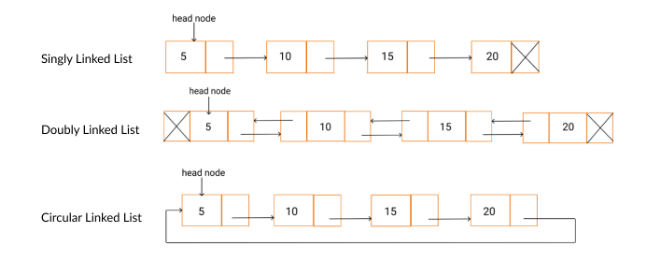 head node
Singly Linked List 5 10 15 20
head node
Doubly Linked List 5 10 15 20
head node
Circular Linked List 5 10 15 20